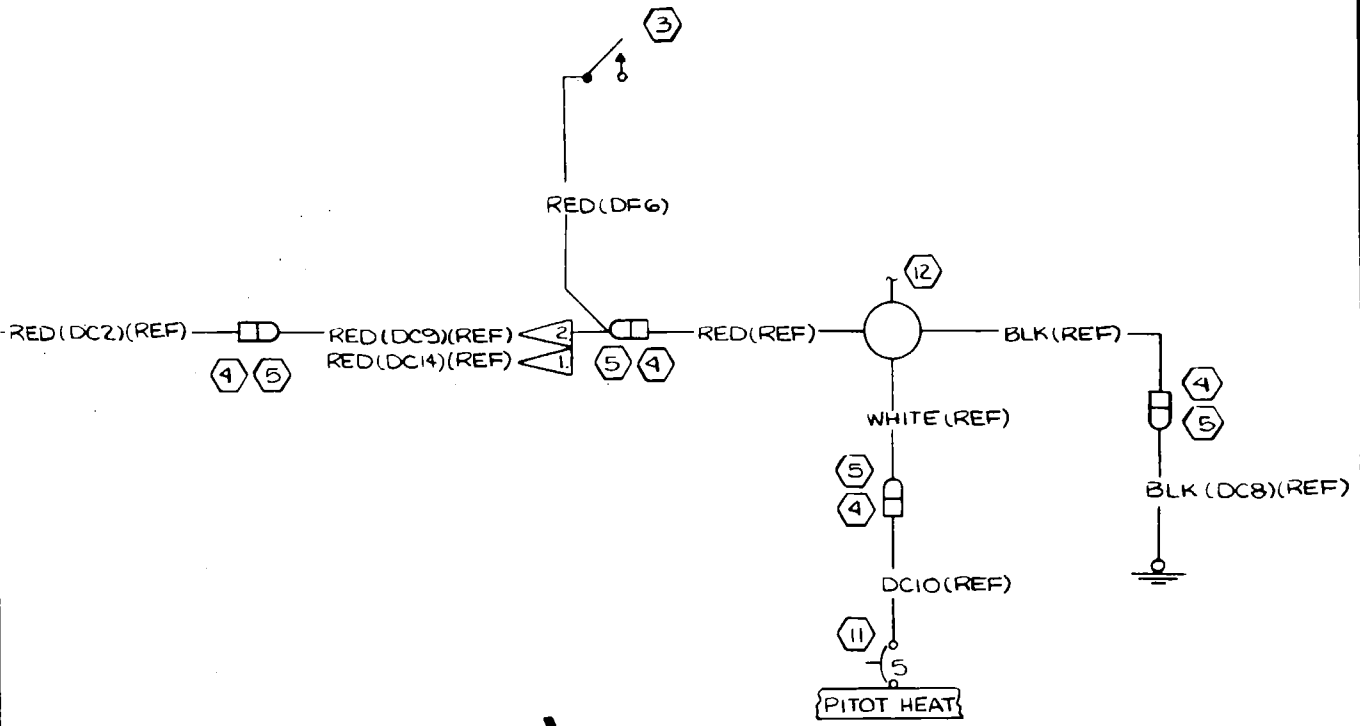 3
RED(DF6)
12
RED(DC2)(REF)
RED(DC9)(REF)
2.
RED(REF)
BLK(REF)
RED(DC14)(REF)
1.
4 5
5 4
4
5
WHITE(REF)
5
4
BLK(DC8)(REF)
DC10(REF)
11
5
PITOT HEAT